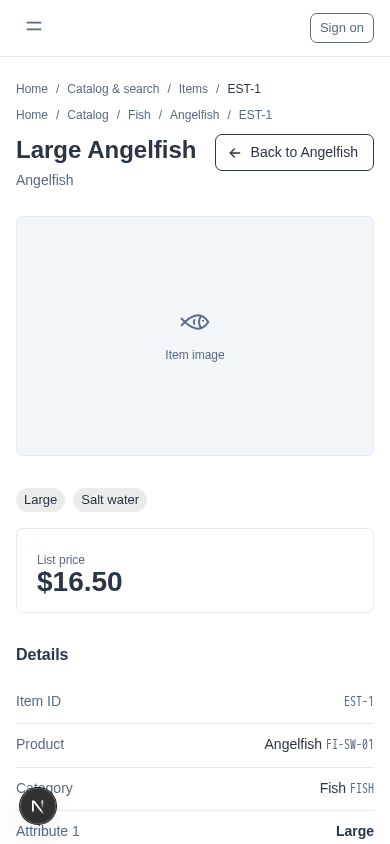 Sign on
Home / Catalog & search / Items / EST-1
Home / Catalog / Fish / Angelfish / EST-1
Large Angelfish
← Back to Angelfish
Angelfish
Item image
Large Salt water
List price
$16.50
Details
Item ID EST-1
Product Angelfish FI-SW-01
Category Fish FISH
N
Attribute 1 Large